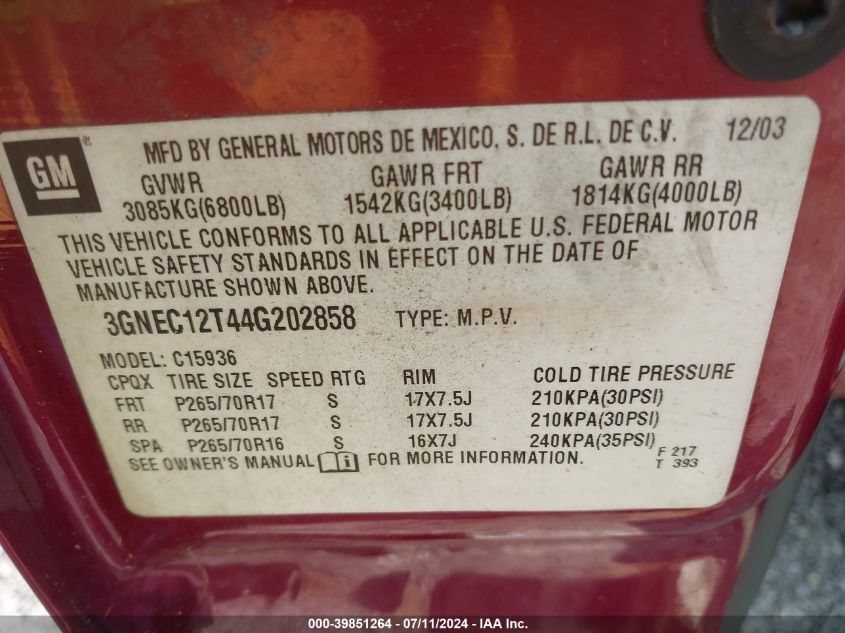 GM
MFD BY GENERAL MOTORS DE MEXICO, S. DE R.L. DE C.V. 12/03
GVWR GAWR FRT GAWR RR
3085KG(6800LB) 1542KG(3400LB) 1814KG(4000LB)
THIS VEHICLE CONFORMS TO ALL APPLICABLE U.S. FEDERAL MOTOR
VEHICLE SAFETY STANDARDS IN EFFECT ON THE DATE OF
MANUFACTURE SHOWN ABOVE.
3GNEC12T44G202858 TYPE: M.P.V.
MODEL: C15936
CPQX TIRE SIZE SPEED RTG RIM COLD TIRE PRESSURE
FRT P265/70R17 S 17X7.5J 210KPA(30PSI)
RR P265/70R17 S 17X7.5J 210KPA(30PSI)
SPA P265/70R16 S 16X7J 240KPA(35PSI)
SEE OWNER'S MANUAL i FOR MORE INFORMATION. F 217
T 393
000-39851264 - 07/11/2024 - IAA Inc.